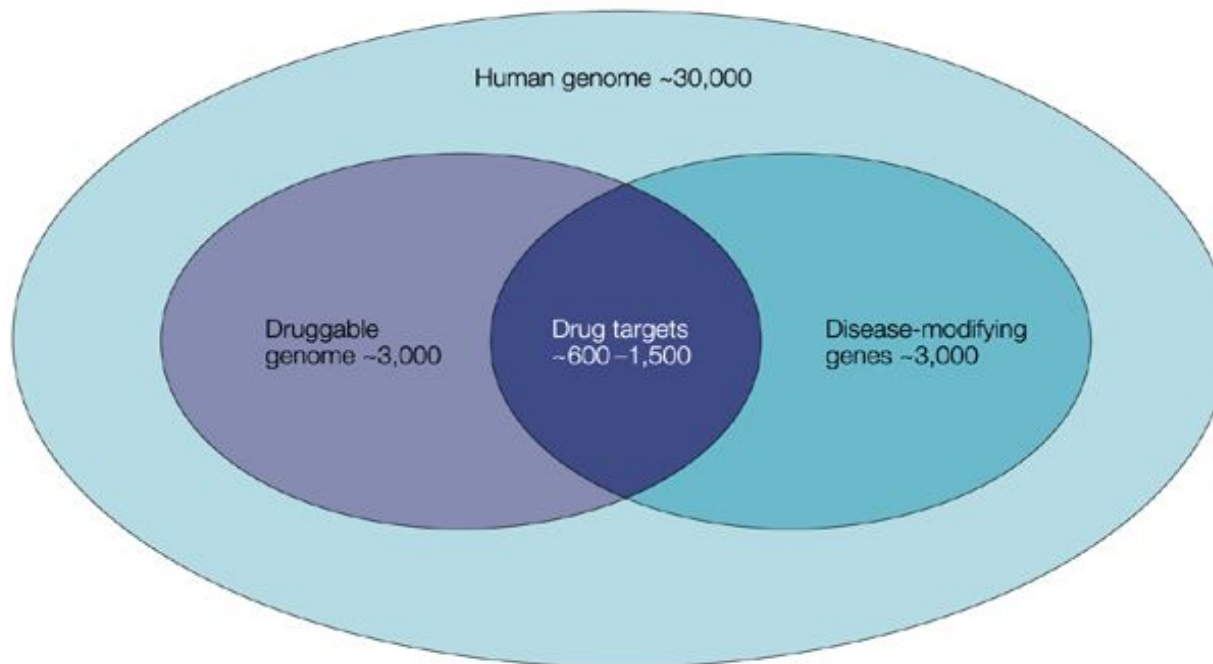 Human genome ~30,000
Druggable
genome ~3,000
Drug targets
~600–1,500
Disease-modifying
genes ~3,000